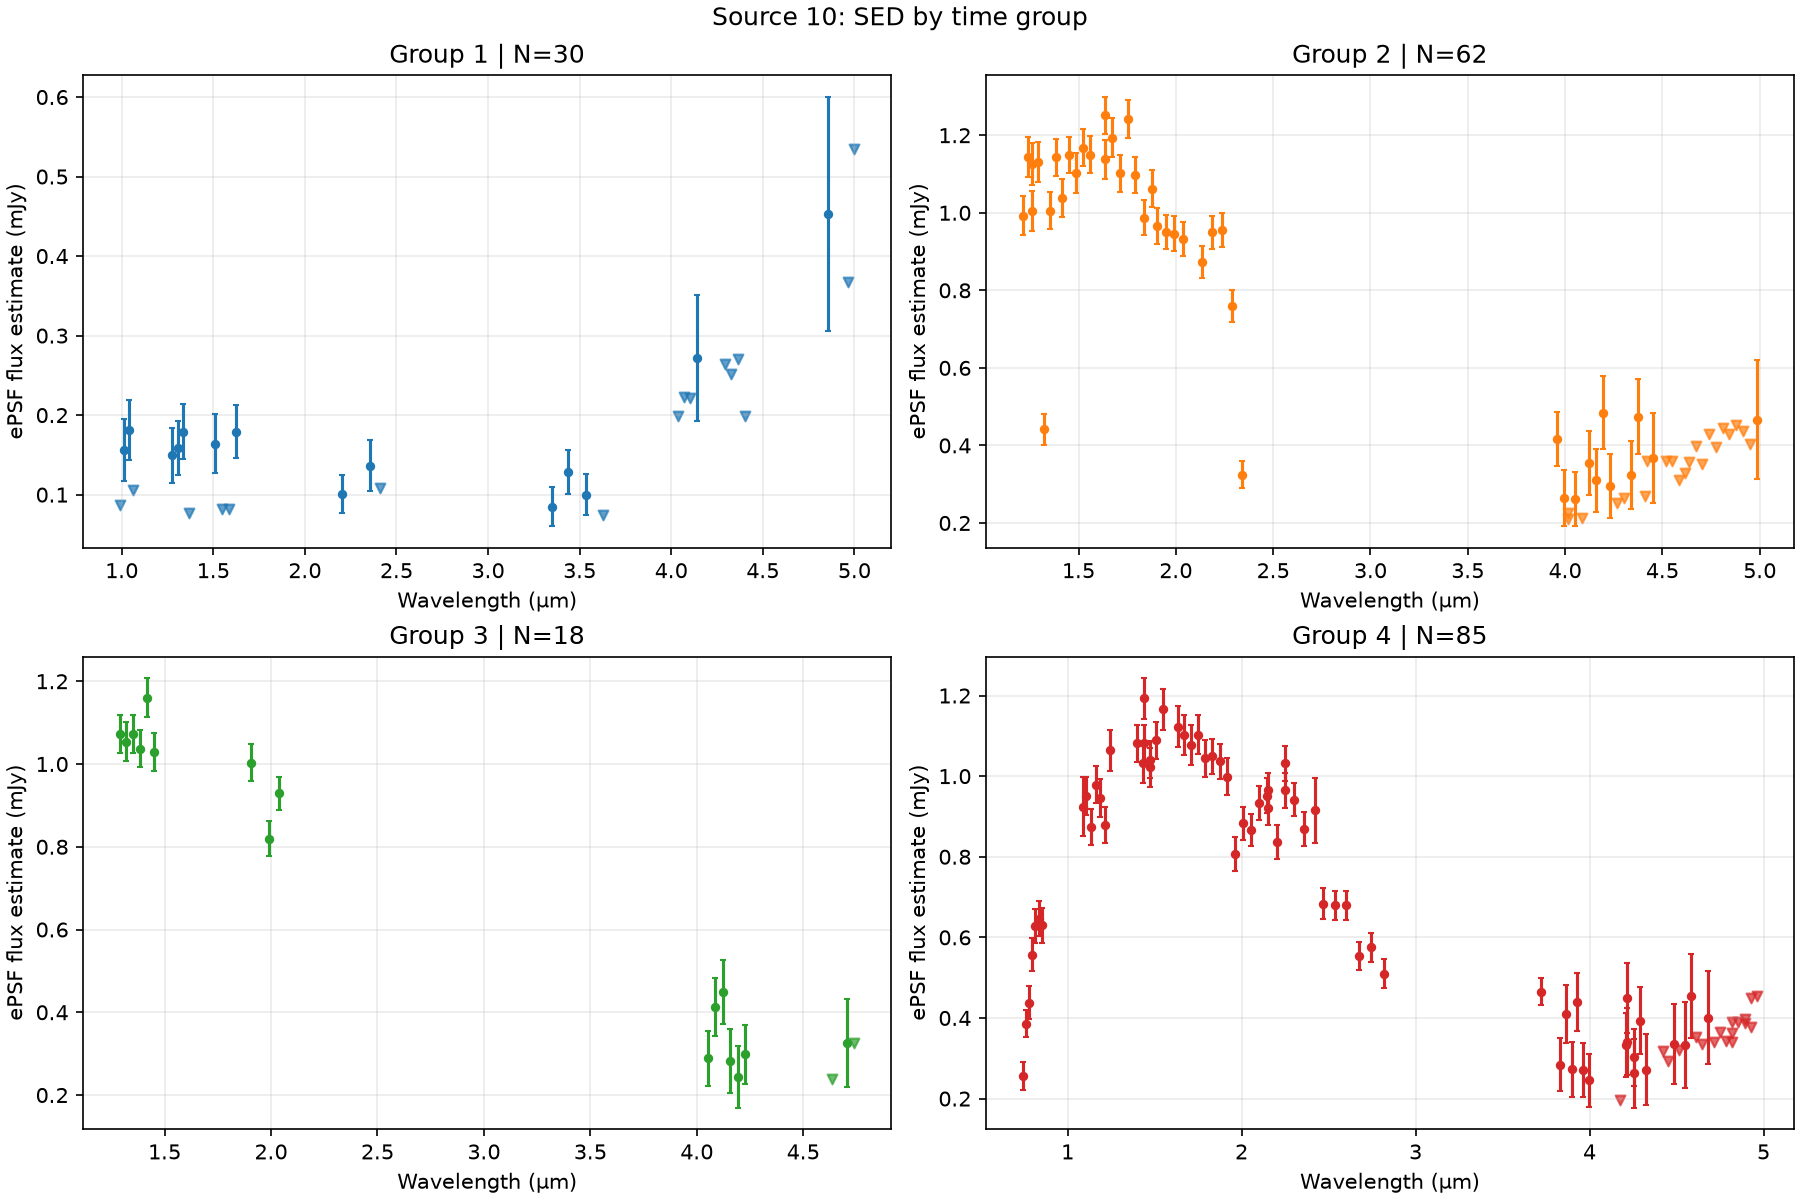 Source 10: SED by time group
Group 1 | N=30
ePSF flux estimate (mJy)
0.6
0.5
0.4
0.3
0.2
0.1
1.0 1.5 2.0 2.5 3.0 3.5 4.0 4.5 5.0
Wavelength (µm)
Group 2 | N=62
ePSF flux estimate (mJy)
1.2
1.0
0.8
0.6
0.4
0.2
1.5 2.0 2.5 3.0 3.5 4.0 4.5 5.0
Wavelength (µm)
Group 3 | N=18
ePSF flux estimate (mJy)
1.2
1.0
0.8
0.6
0.4
0.2
1.5 2.0 2.5 3.0 3.5 4.0 4.5
Wavelength (µm)
Group 4 | N=85
ePSF flux estimate (mJy)
1.2
1.0
0.8
0.6
0.4
0.2
1 2 3 4 5
Wavelength (µm)